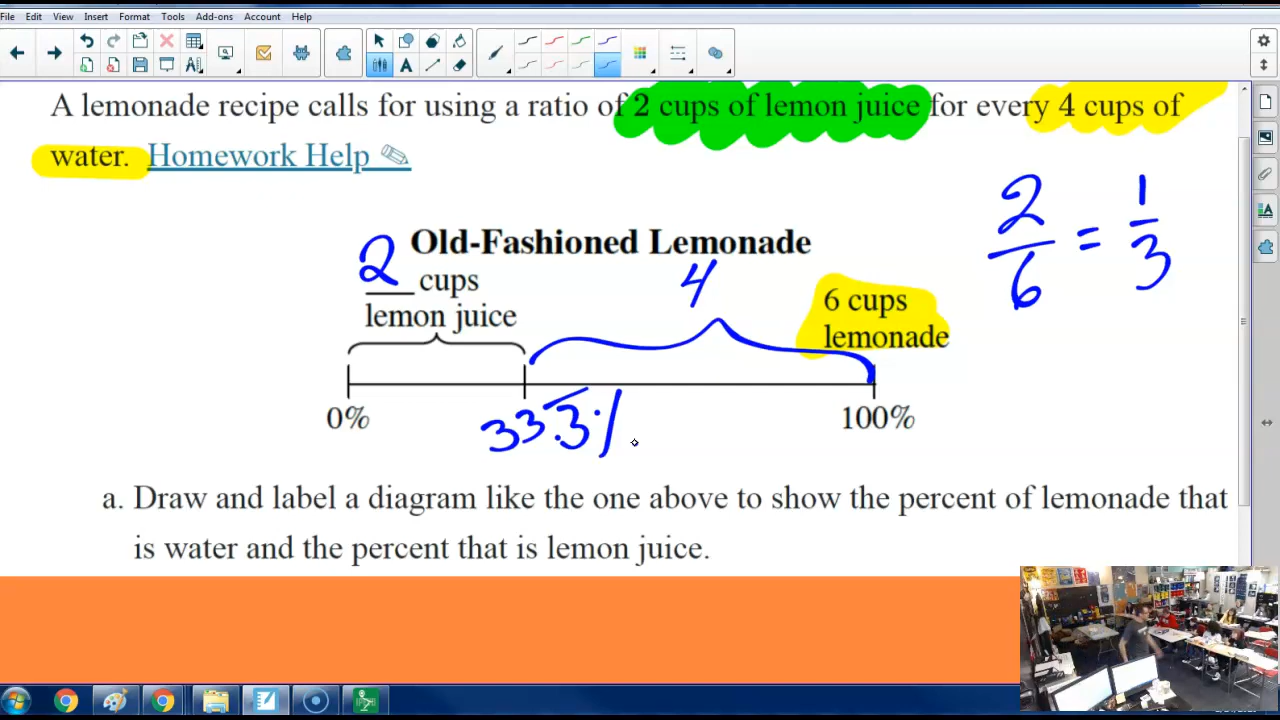 File Edit View Insert Format Tools Add-ons Account Help
A lemonade recipe calls for using a ratio of 2 cups of lemon juice for every 4 cups of
water. Homework Help
2/6 = 1/3
Old-Fashioned Lemonade
2 cups
lemon juice
4
6 cups
lemonade
0%
33.3̅%
100%
a. Draw and label a diagram like the one above to show the percent of lemonade that
is water and the percent that is lemon juice.